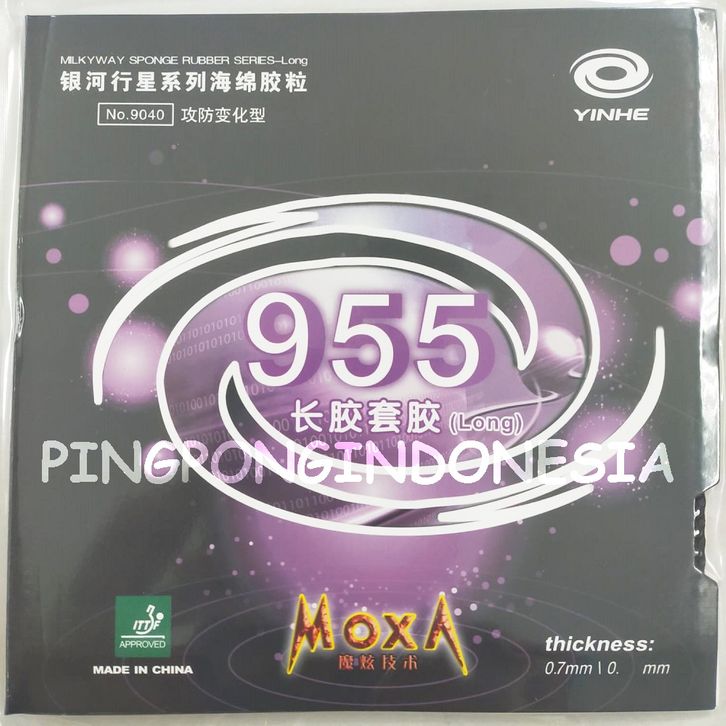 MILKYWAY SPONGE RUBBER SERIES-Long
银河行星系列海绵胶粒
No.9040 攻防变化型
YINHE
955
长胶套胶 (Long)
PINGPONGINDONESIA
ITTF
APPROVED
MADE IN CHINA
MOXA
魔炫技术
thickness:
0.7mm \ 0. mm